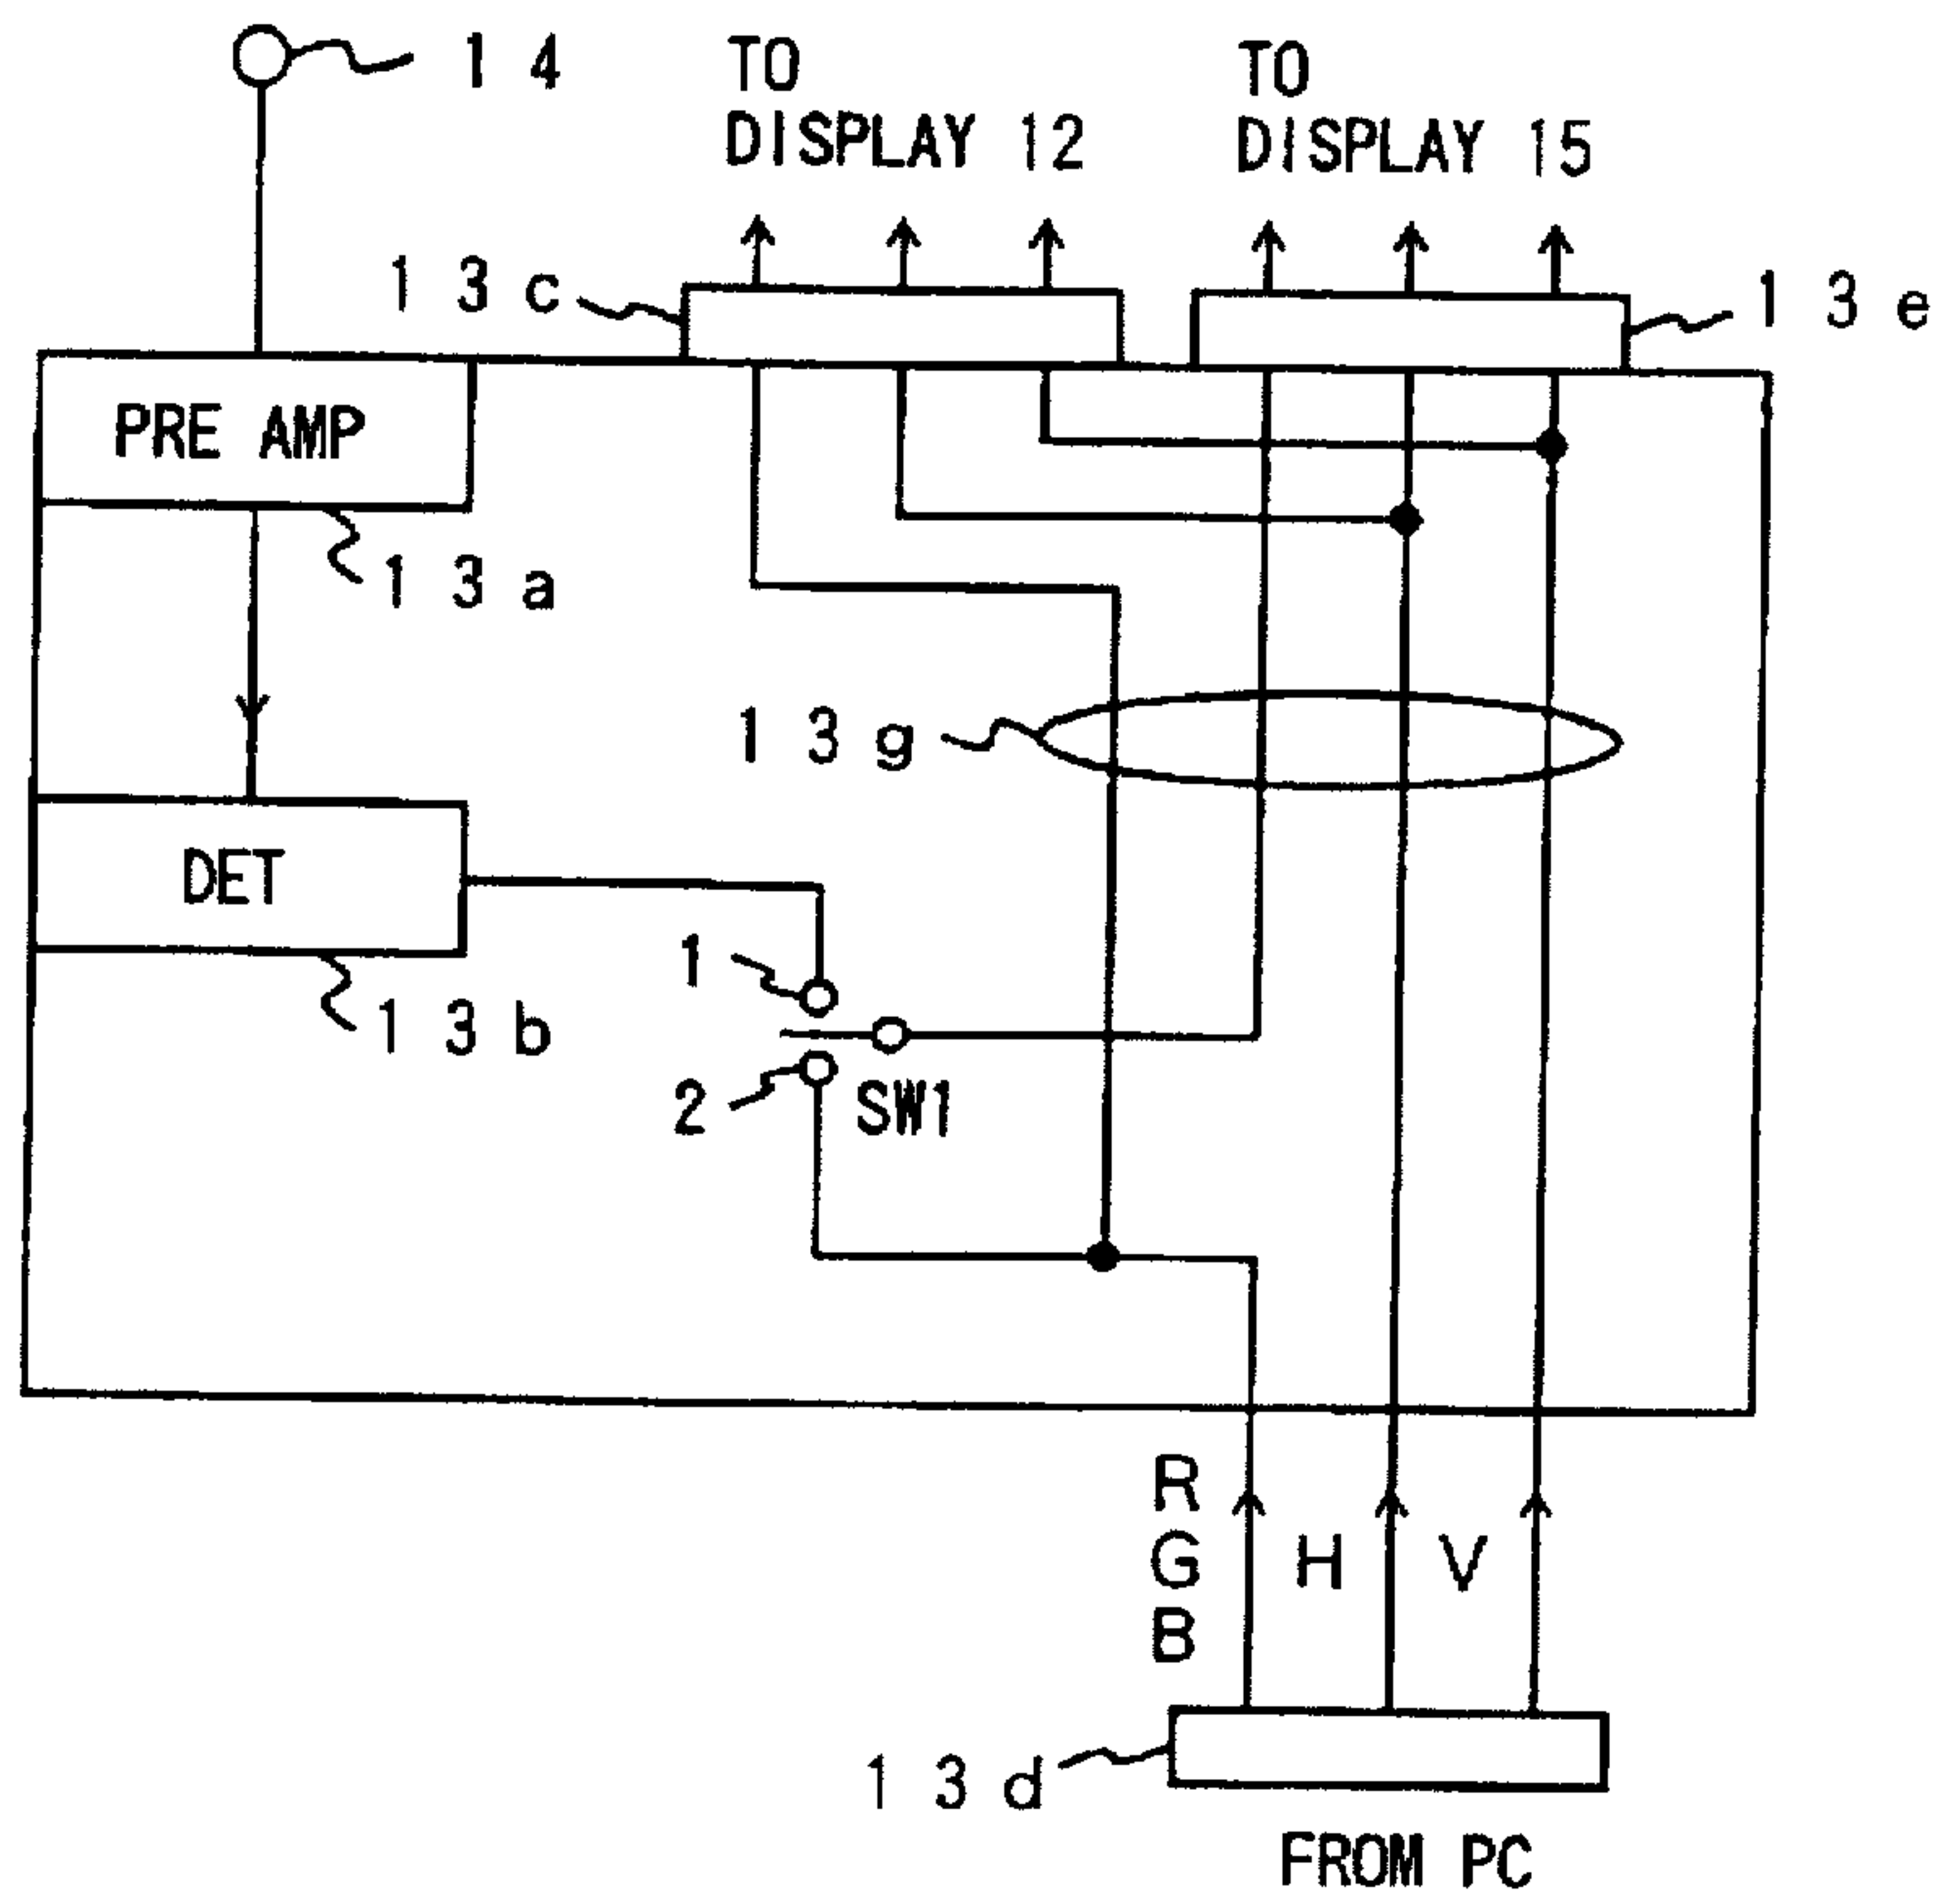 14
TO
DISPLAY 12
TO
DISPLAY 15
13c
13e
PRE AMP
13a
13g
DET
1
13b
2
SW1
R
G
B
H
V
13d
FROM PC